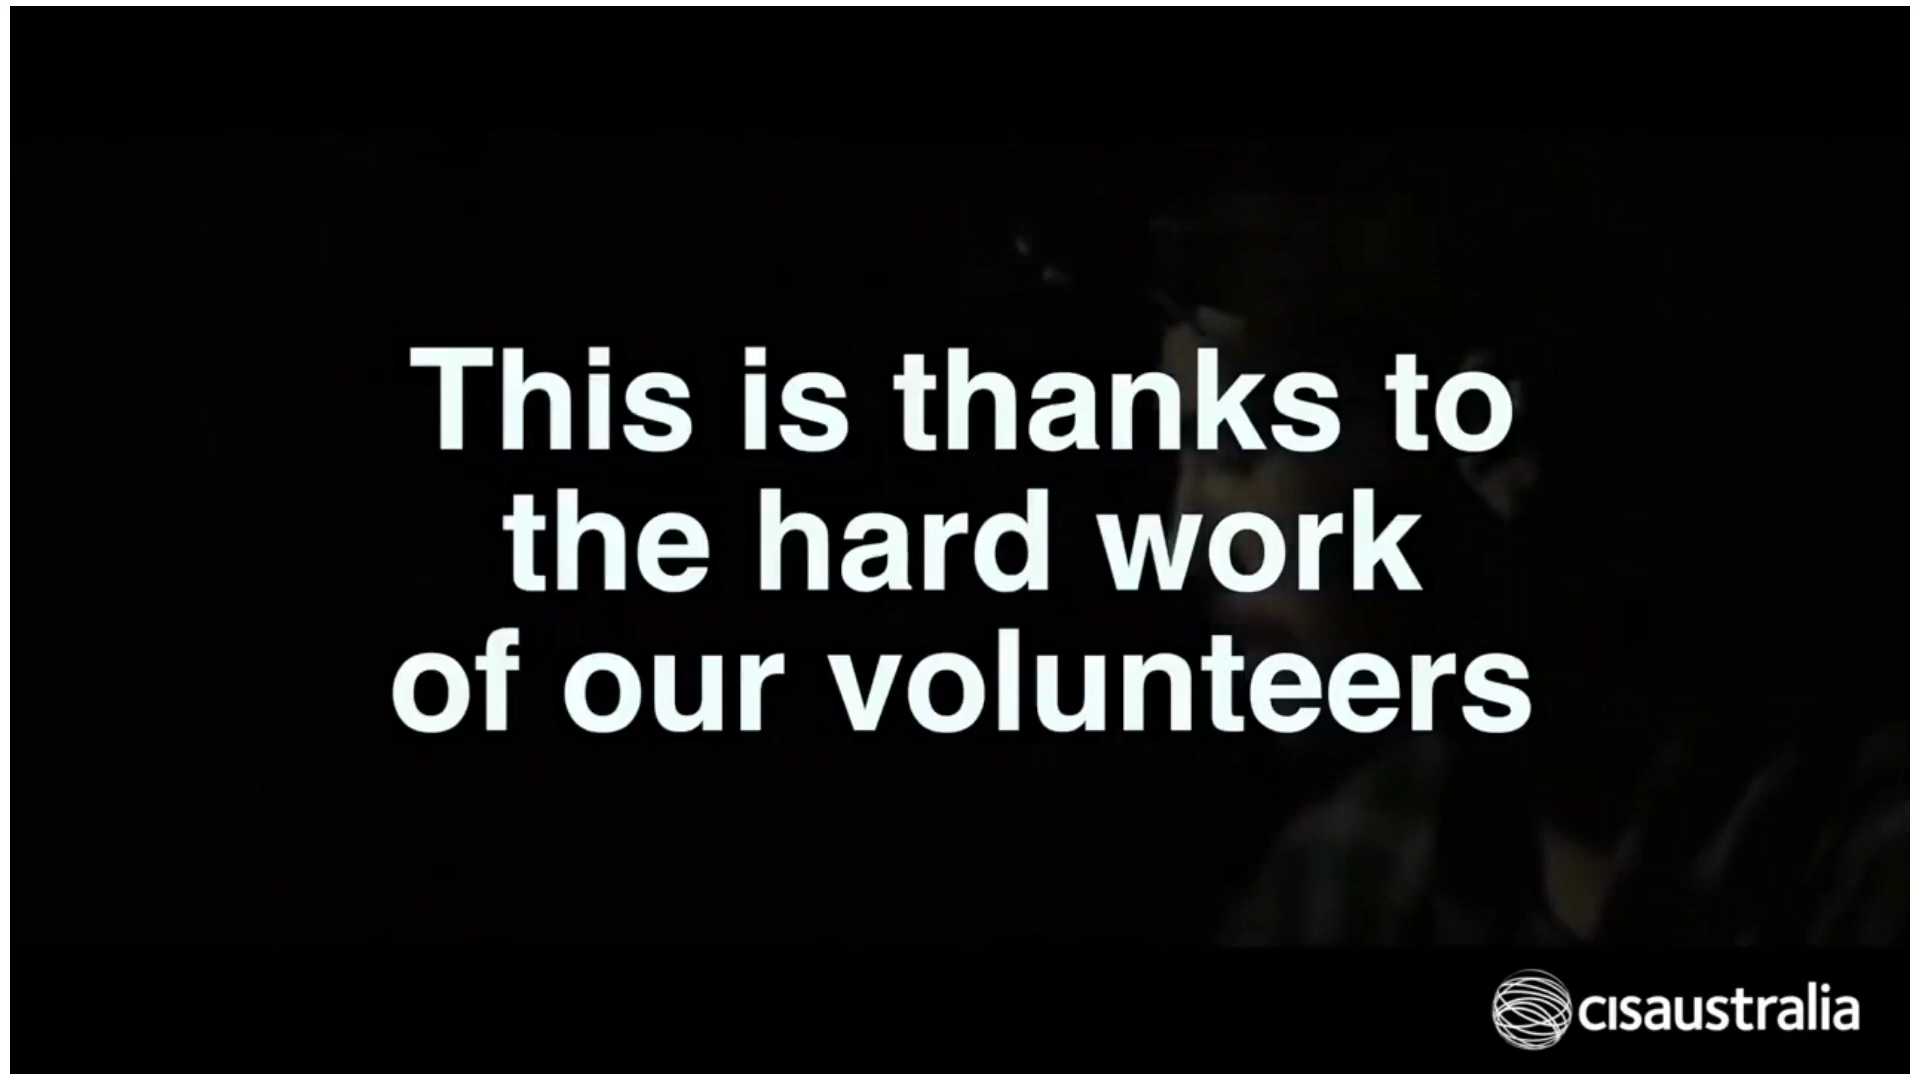 This is thanks to
the hard work
of our volunteers
cisaustralia